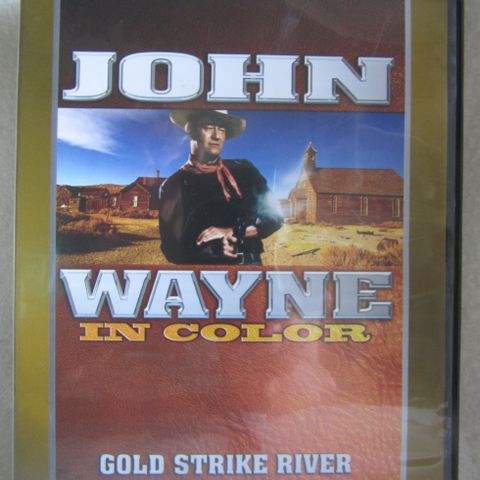 JOHN
WAYNE
IN COLOR
GOLD STRIKE RIVER